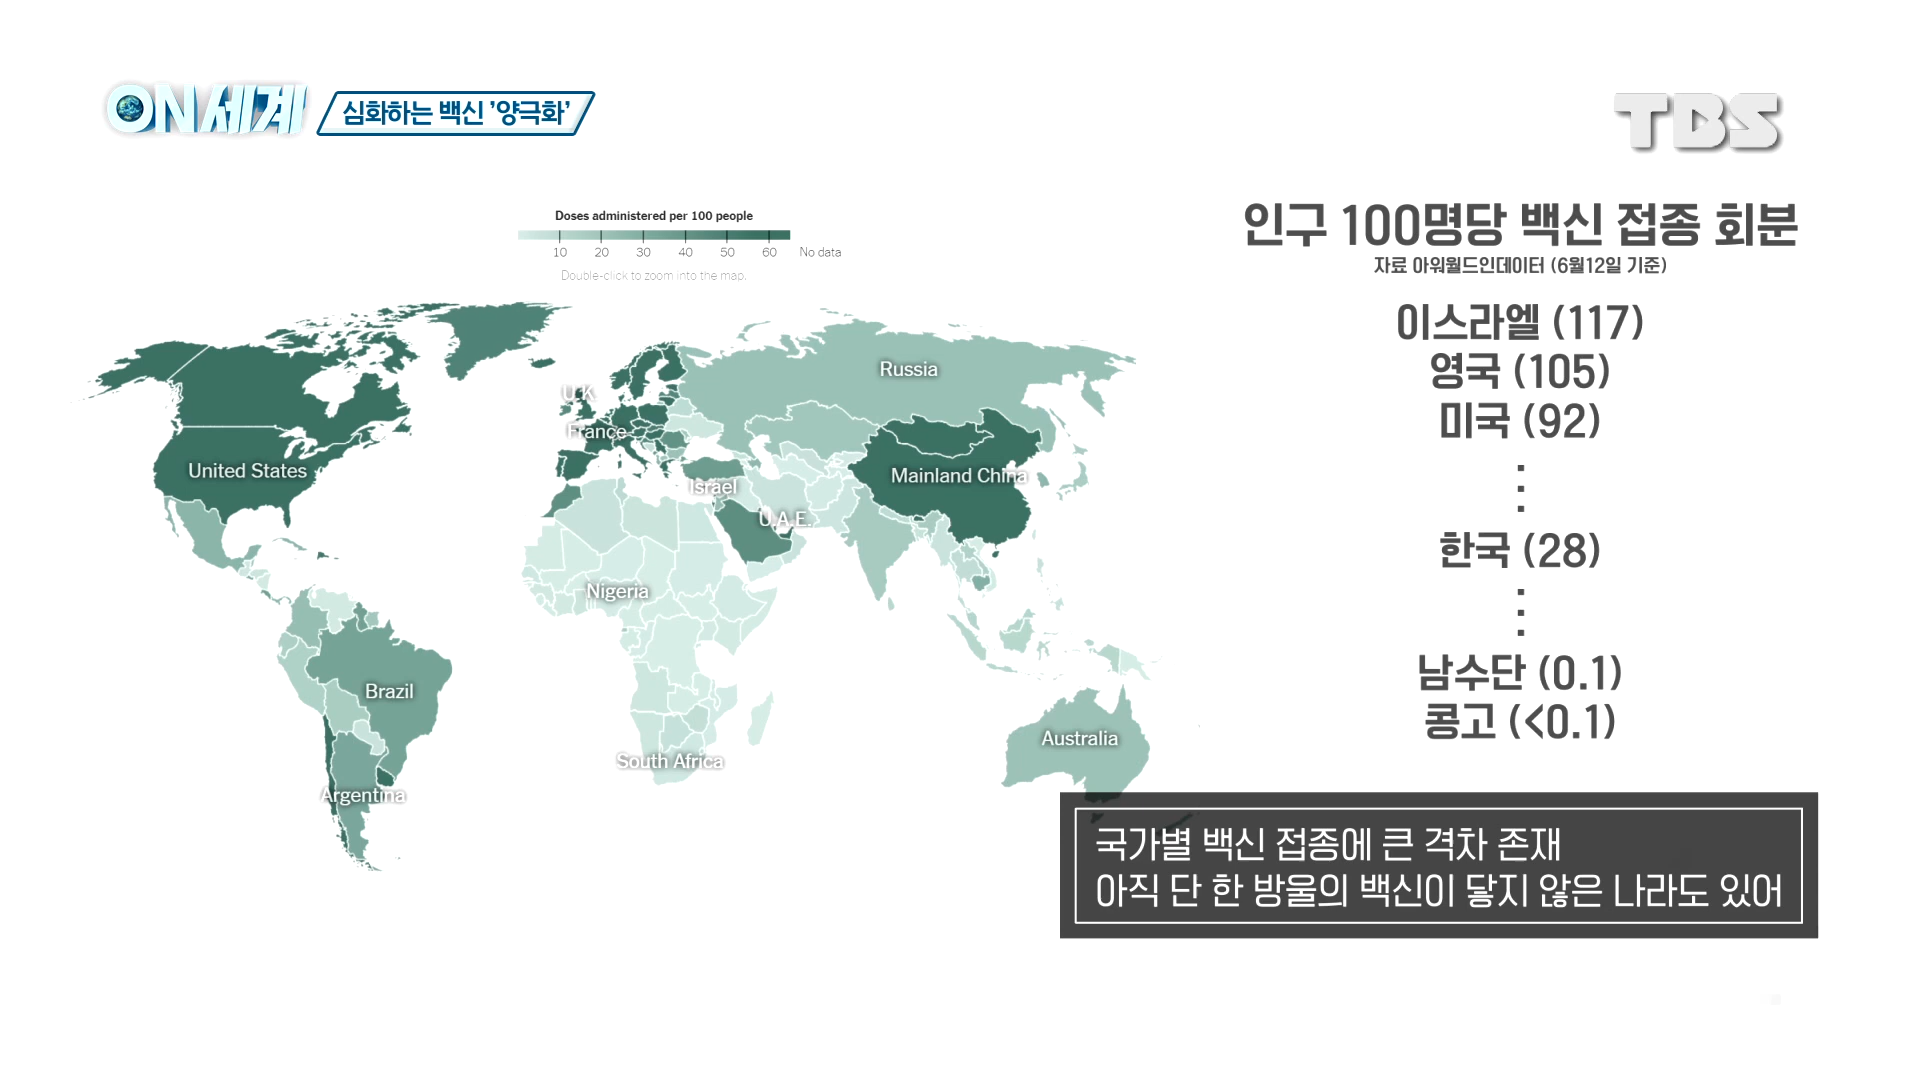 ON세계
심화하는 백신 '양극화'
TBS
Doses administered per 100 people
10 20 30 40 50 60 No data
Double-click to zoom into the map.
Russia
U.K.
France
United States
Mainland China
Israel
U.A.E.
Nigeria
Brazil
Australia
South Africa
Argentina
인구 100명당 백신 접종 회분
자료 아워월드인데이터 (6월12일 기준)
이스라엘 (117)
영국 (105)
미국 (92)
:
:
한국 (28)
:
:
남수단 (0.1)
콩고 (<0.1)
국가별 백신 접종에 큰 격차 존재
아직 단 한 방울의 백신이 닿지 않은 나라도 있어